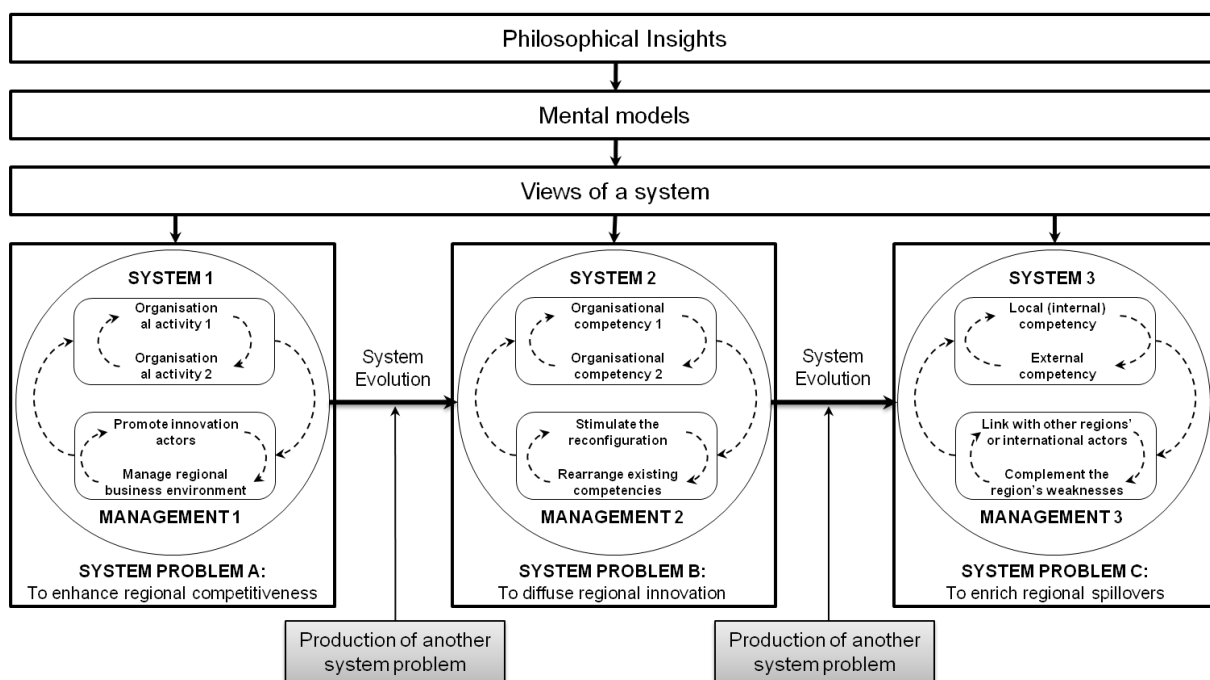 Philosophical Insights
Mental models
Views of a system
SYSTEM 1
Organisation
al activity 1
Organisation
al activity 2
Promote innovation
actors
Manage regional
business environment
MANAGEMENT 1
SYSTEM PROBLEM A:
To enhance regional competitiveness
System
Evolution
Production of another
system problem
SYSTEM 2
Organisational
competency 1
Organisational
competency 2
Stimulate the
reconfiguration
Rearrange existing
competencies
MANAGEMENT 2
SYSTEM PROBLEM B:
To diffuse regional innovation
System
Evolution
Production of another
system problem
SYSTEM 3
Local (internal)
competency
External
competency
Link with other regions'
or international actors
Complement the
region's weaknesses
MANAGEMENT 3
SYSTEM PROBLEM C:
To enrich regional spillovers